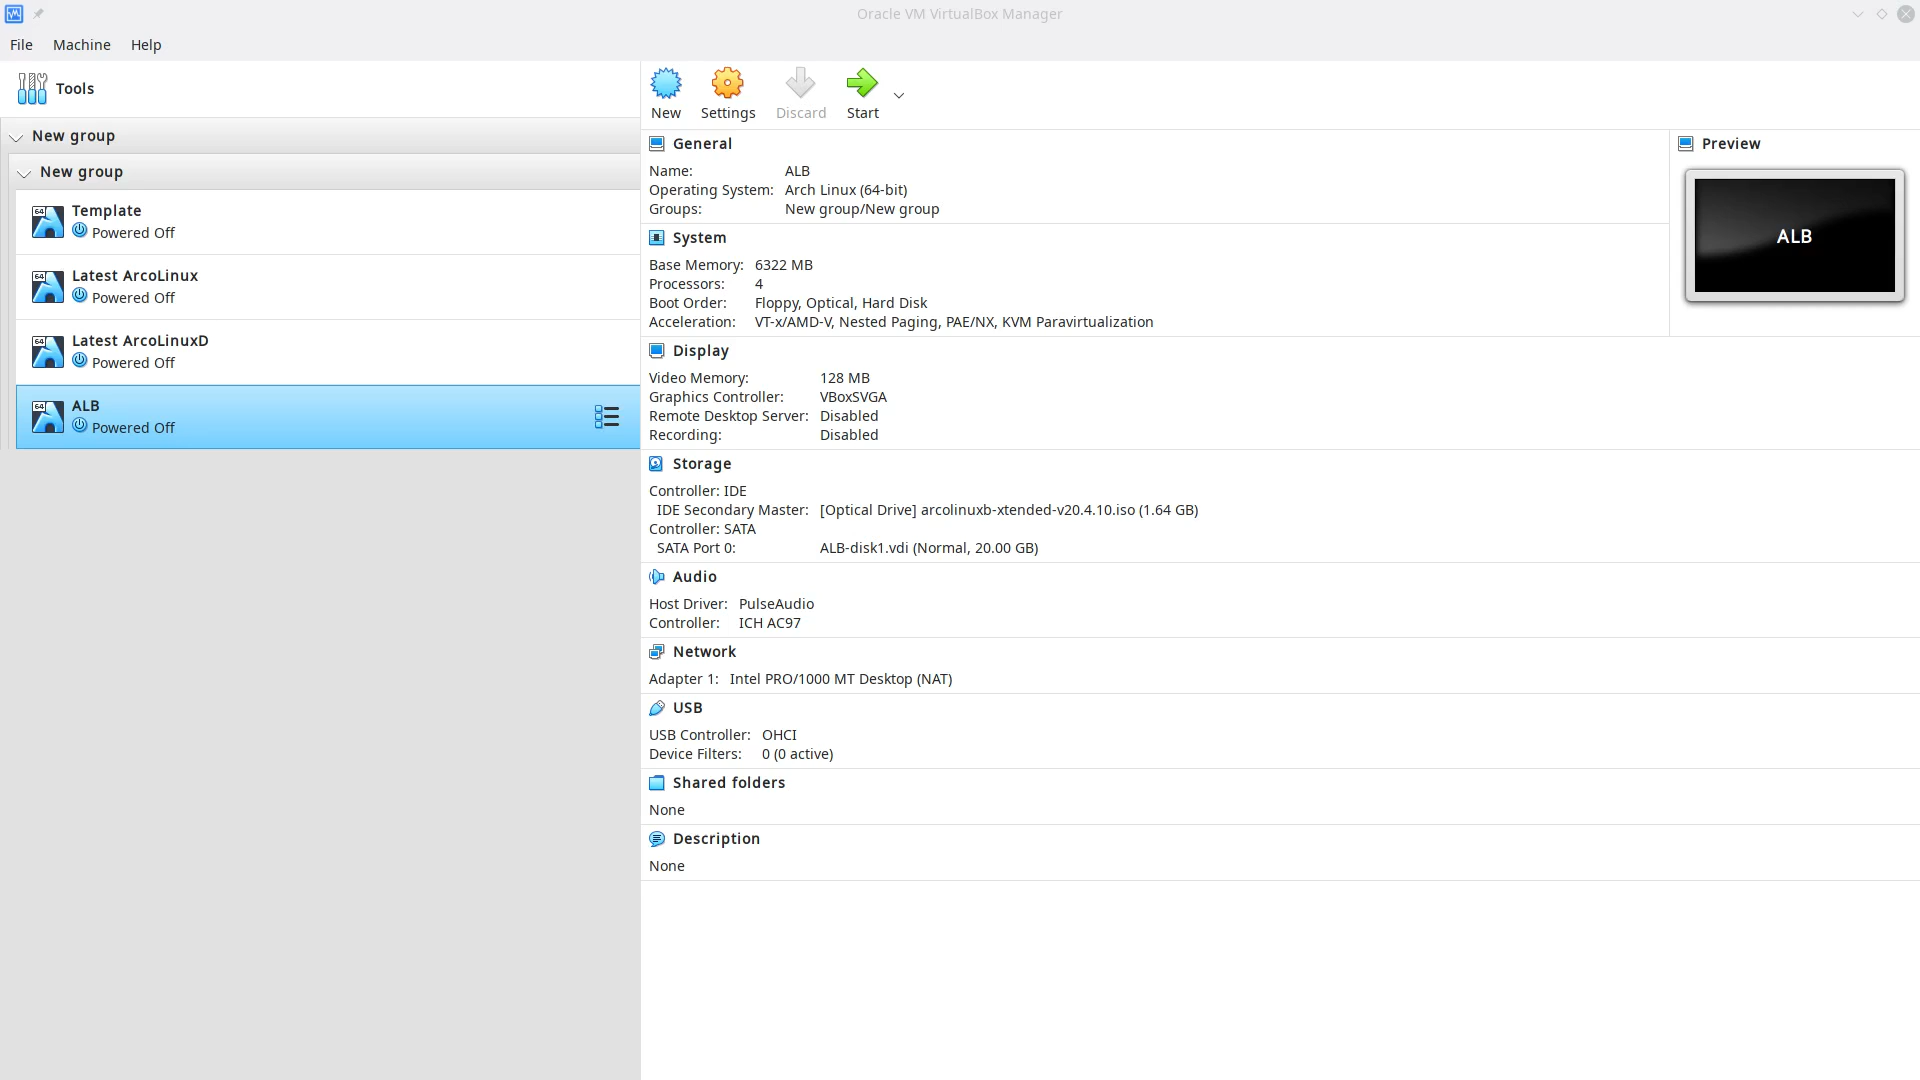 Oracle VM VirtualBox Manager
File Machine Help
Tools
New Settings Discard Start
New group
New group
64
Template
Powered Off
64
Latest ArcoLinux
Powered Off
64
Latest ArcoLinuxD
Powered Off
64
ALB
Powered Off
General
Name: ALB
Operating System: Arch Linux (64-bit)
Groups: New group/New group
Preview
ALB
System
Base Memory: 6322 MB
Processors: 4
Boot Order: Floppy, Optical, Hard Disk
Acceleration: VT-x/AMD-V, Nested Paging, PAE/NX, KVM Paravirtualization
Display
Video Memory: 128 MB
Graphics Controller: VBoxSVGA
Remote Desktop Server: Disabled
Recording: Disabled
Storage
Controller: IDE
IDE Secondary Master: [Optical Drive] arcolinuxb-xtended-v20.4.10.iso (1.64 GB)
Controller: SATA
SATA Port 0: ALB-disk1.vdi (Normal, 20.00 GB)
Audio
Host Driver: PulseAudio
Controller: ICH AC97
Network
Adapter 1: Intel PRO/1000 MT Desktop (NAT)
USB
USB Controller: OHCI
Device Filters: 0 (0 active)
Shared folders
None
Description
None